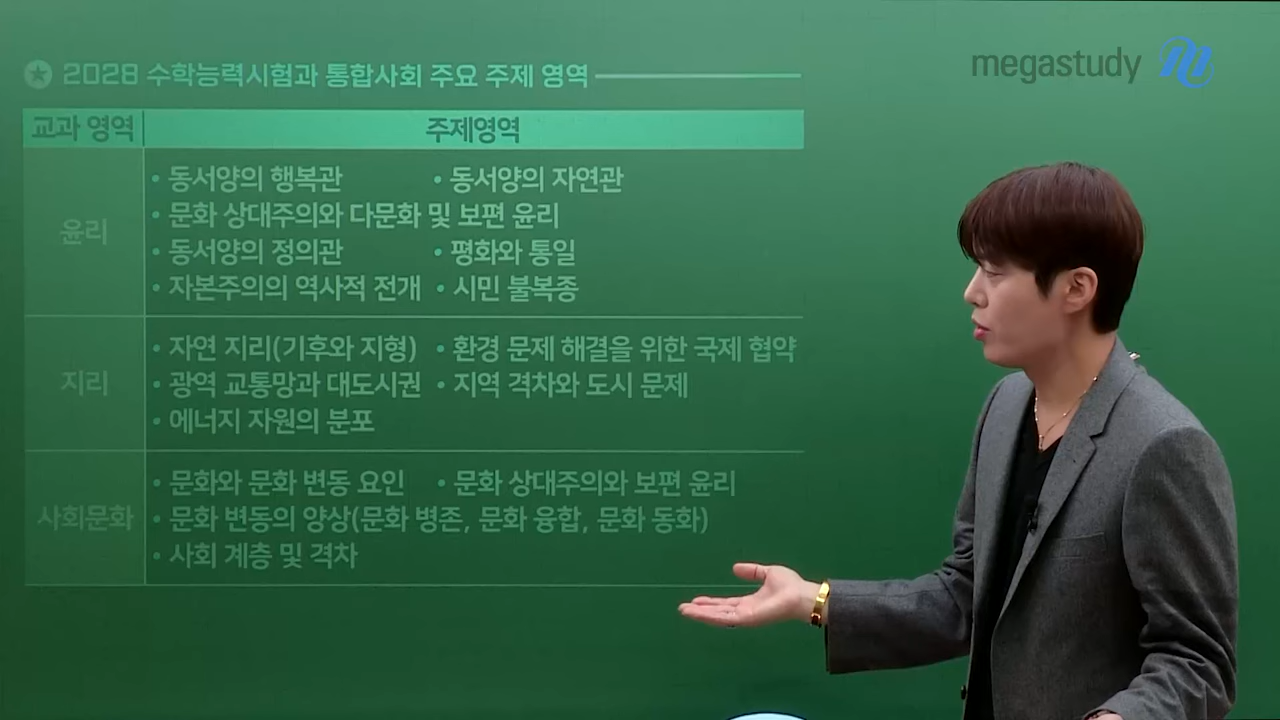 megastudy
2028 수학능력시험과 통합사회 주요 주제 영역
교과 영역 주제영역
윤리
• 동서양의 행복관 • 동서양의 자연관
• 문화 상대주의와 다문화 및 보편 윤리
• 동서양의 정의관 • 평화와 통일
• 자본주의의 역사적 전개 • 시민 불복종
지리
• 자연 지리(기후와 지형) • 환경 문제 해결을 위한 국제 협약
• 광역 교통망과 대도시권 • 지역 격차와 도시 문제
• 에너지 자원의 분포
사회문화
• 문화와 문화 변동 요인 • 문화 상대주의와 보편 윤리
• 문화 변동의 양상(문화 병존, 문화 융합, 문화 동화)
• 사회 계층 및 격차